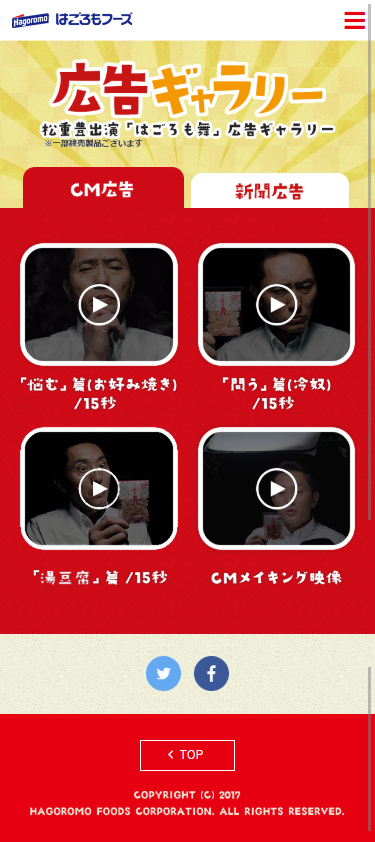 Hagoromo はごろもフーズ
広告ギャラリー
松重豊出演「はごろも舞」広告ギャラリー
※一部終売製品ございます
CM広告
新聞広告
「悩む」篇(お好み焼き)
/15秒
「問う」篇(冷奴)
/15秒
「湯豆腐」篇 /15秒
CMメイキング映像
TOP
COPYRIGHT (C) 2017
HAGOROMO FOODS CORPORATION. ALL RIGHTS RESERVED.